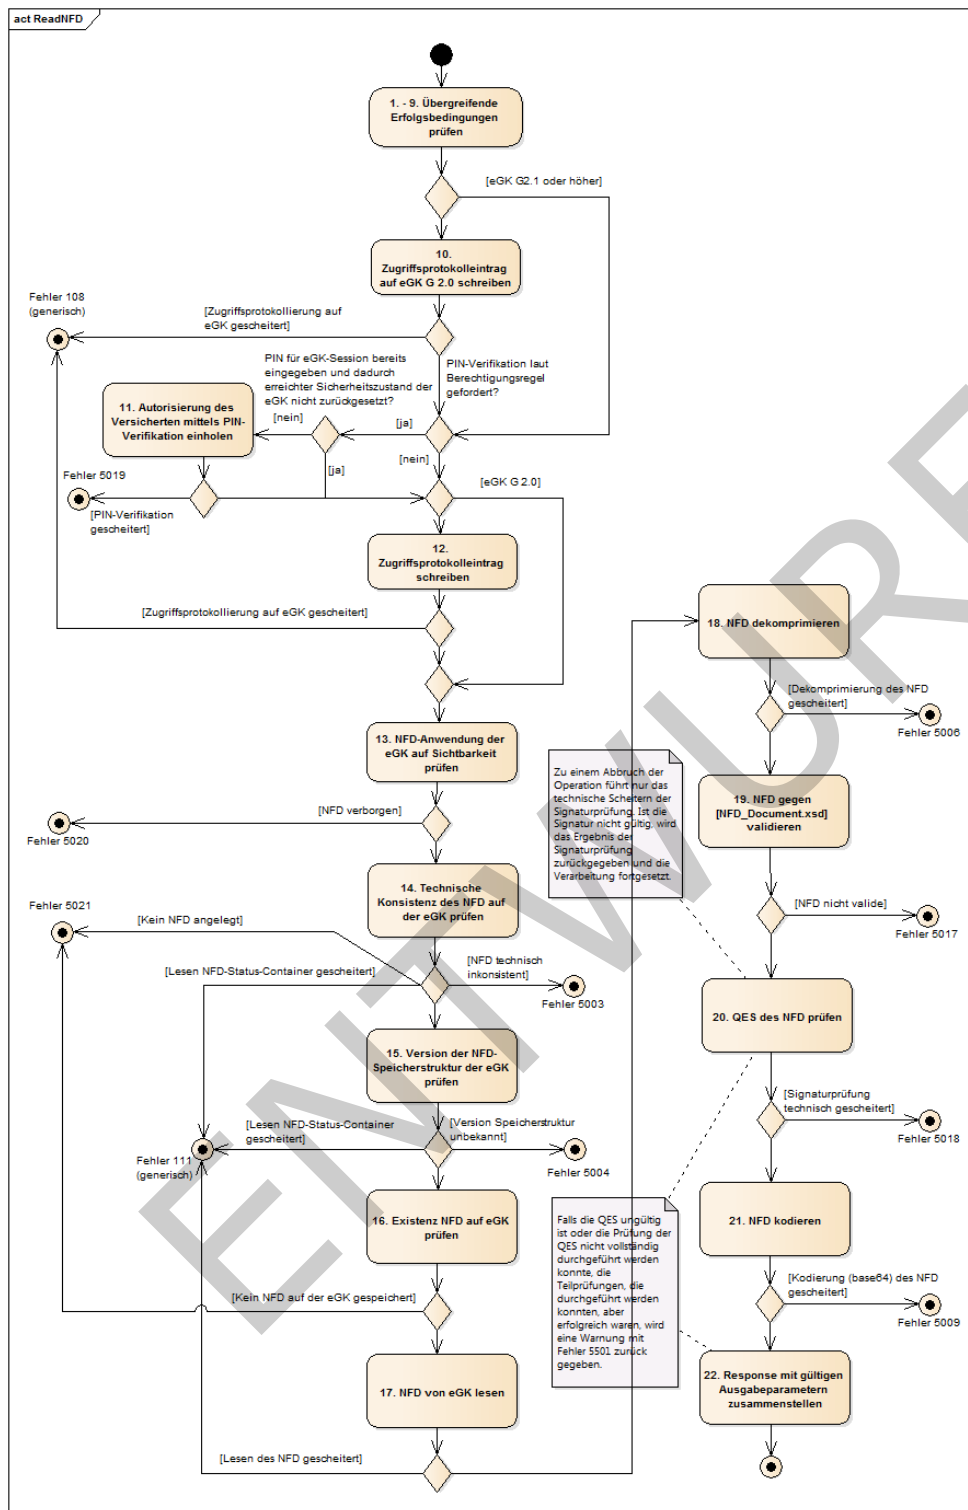 act ReadNFD
1. - 9. Übergreifende
Erfolgsbedingungen
prüfen
[eGK G2.1 oder höher]
10.
Zugriffsprotokolleintrag
auf eGK G 2.0 schreiben
Fehler 108
(generisch)
[Zugriffsprotokollierung auf
eGK gescheitert]
PIN für eGK-Session bereits
eingegeben und dadurch
erreichter Sicherheitszustand der
eGK nicht zurückgesetzt?
PIN-Verifikation laut
Berechtigungsregel
gefordert?
11. Autorisierung des
Versicherten mittels PIN-
Verifikation einholen
[nein]
[ja]
[nein]
[ja]
Fehler 5019
[PIN-Verifikation
gescheitert]
[eGK G 2.0]
12.
Zugriffsprotokolleintrag
schreiben
[Zugriffsprotokollierung auf eGK gescheitert]
13. NFD-Anwendung der
eGK auf Sichtbarkeit
prüfen
[NFD verborgen]
Fehler 5020
14. Technische
Konsistenz des NFD auf
der eGK prüfen
Fehler 5021
[Kein NFD angelegt]
[Lesen NFD-Status-Container gescheitert]
[NFD technisch
inkonsistent]
Fehler 5003
15. Version der NFD-
Speicherstruktur der eGK
prüfen
[Lesen NFD-Status-Container
gescheitert]
[Version Speicherstruktur
unbekannt]
Fehler 111
(generisch)
Fehler 5004
16. Existenz NFD auf eGK
prüfen
[Kein NFD auf der eGK gespeichert]
17. NFD von eGK lesen
[Lesen des NFD gescheitert]
18. NFD dekomprimieren
[Dekomprimierung des NFD
gescheitert]
Fehler 5006
Zu einem Abbruch der
Operation führt nur das
technische Scheitern der
Signaturprüfung. Ist die
Signatur nicht gültig, wird
das Ergebnis der
Signaturprüfung
zurückgegeben und die
Verarbeitung fortgesetzt.
19. NFD gegen
[NFD_Document.xsd]
validieren
[NFD nicht valide]
Fehler 5017
20. QES des NFD prüfen
[Signaturprüfung
technisch gescheitert]
Fehler 5018
Falls die QES ungültig
ist oder die Prüfung der
QES nicht vollständig
durchgeführt werden
konnte, die
Teilprüfungen, die
durchgeführt werden
konnten, aber
erfolgreich waren, wird
eine Warnung mit
Fehler 5501 zurück
gegeben.
21. NFD kodieren
[Kodierung (base64) des NFD
gescheitert]
Fehler 5009
22. Response mit gültigen
Ausgabeparametern
zusammenstellen
ENTWURF